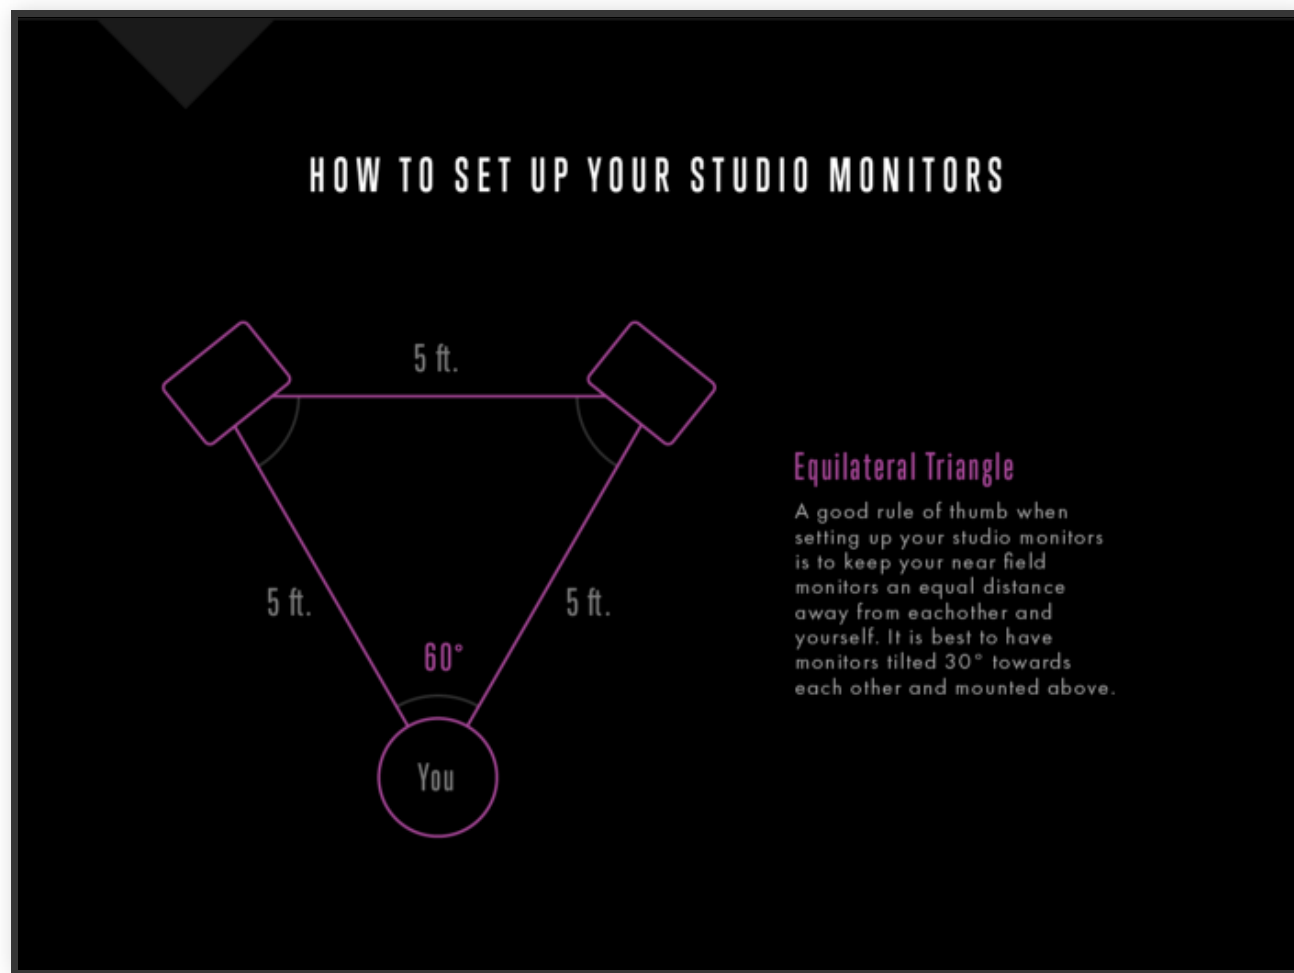 HOW TO SET UP YOUR STUDIO MONITORS
5 ft.
Equilateral Triangle
A good rule of thumb when
setting up your studio monitors
is to keep your near field
monitors an equal distance
away from eachother and
yourself. It is best to have
monitors tilted 30° towards
each other and mounted above.
5 ft.
5 ft.
60°
You